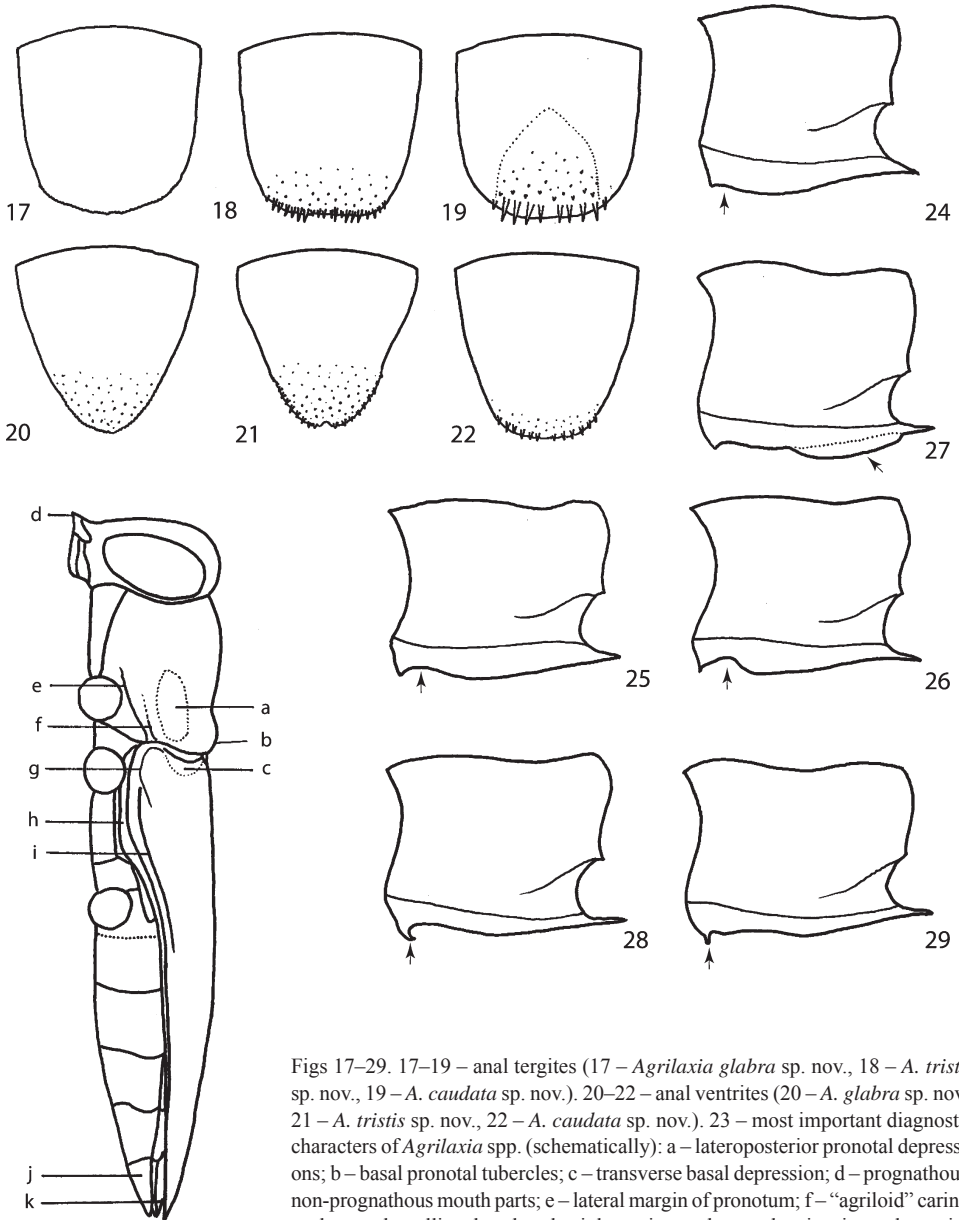 17
18
19
24
20
21
22
27
d
25
26
e
a
f
b
g
c
h
i
28
29
j
k
Figs 17–29. 17–19 – anal tergites (17 – Agrilaxia glabra sp. nov., 18 – A. trist
sp. nov., 19 – A. caudata sp. nov.). 20–22 – anal ventrites (20 – A. glabra sp. nov
21 – A. tristis sp. nov., 22 – A. caudata sp. nov.). 23 – most important diagnost
characters of Agrilaxia spp. (schematically): a – lateroposterior pronotal depress
ons; b – basal pronotal tubercles; c – transverse basal depression; d – prognathou
non-prognathous mouth parts; e – lateral margin of pronotum; f – “agriloid” carin